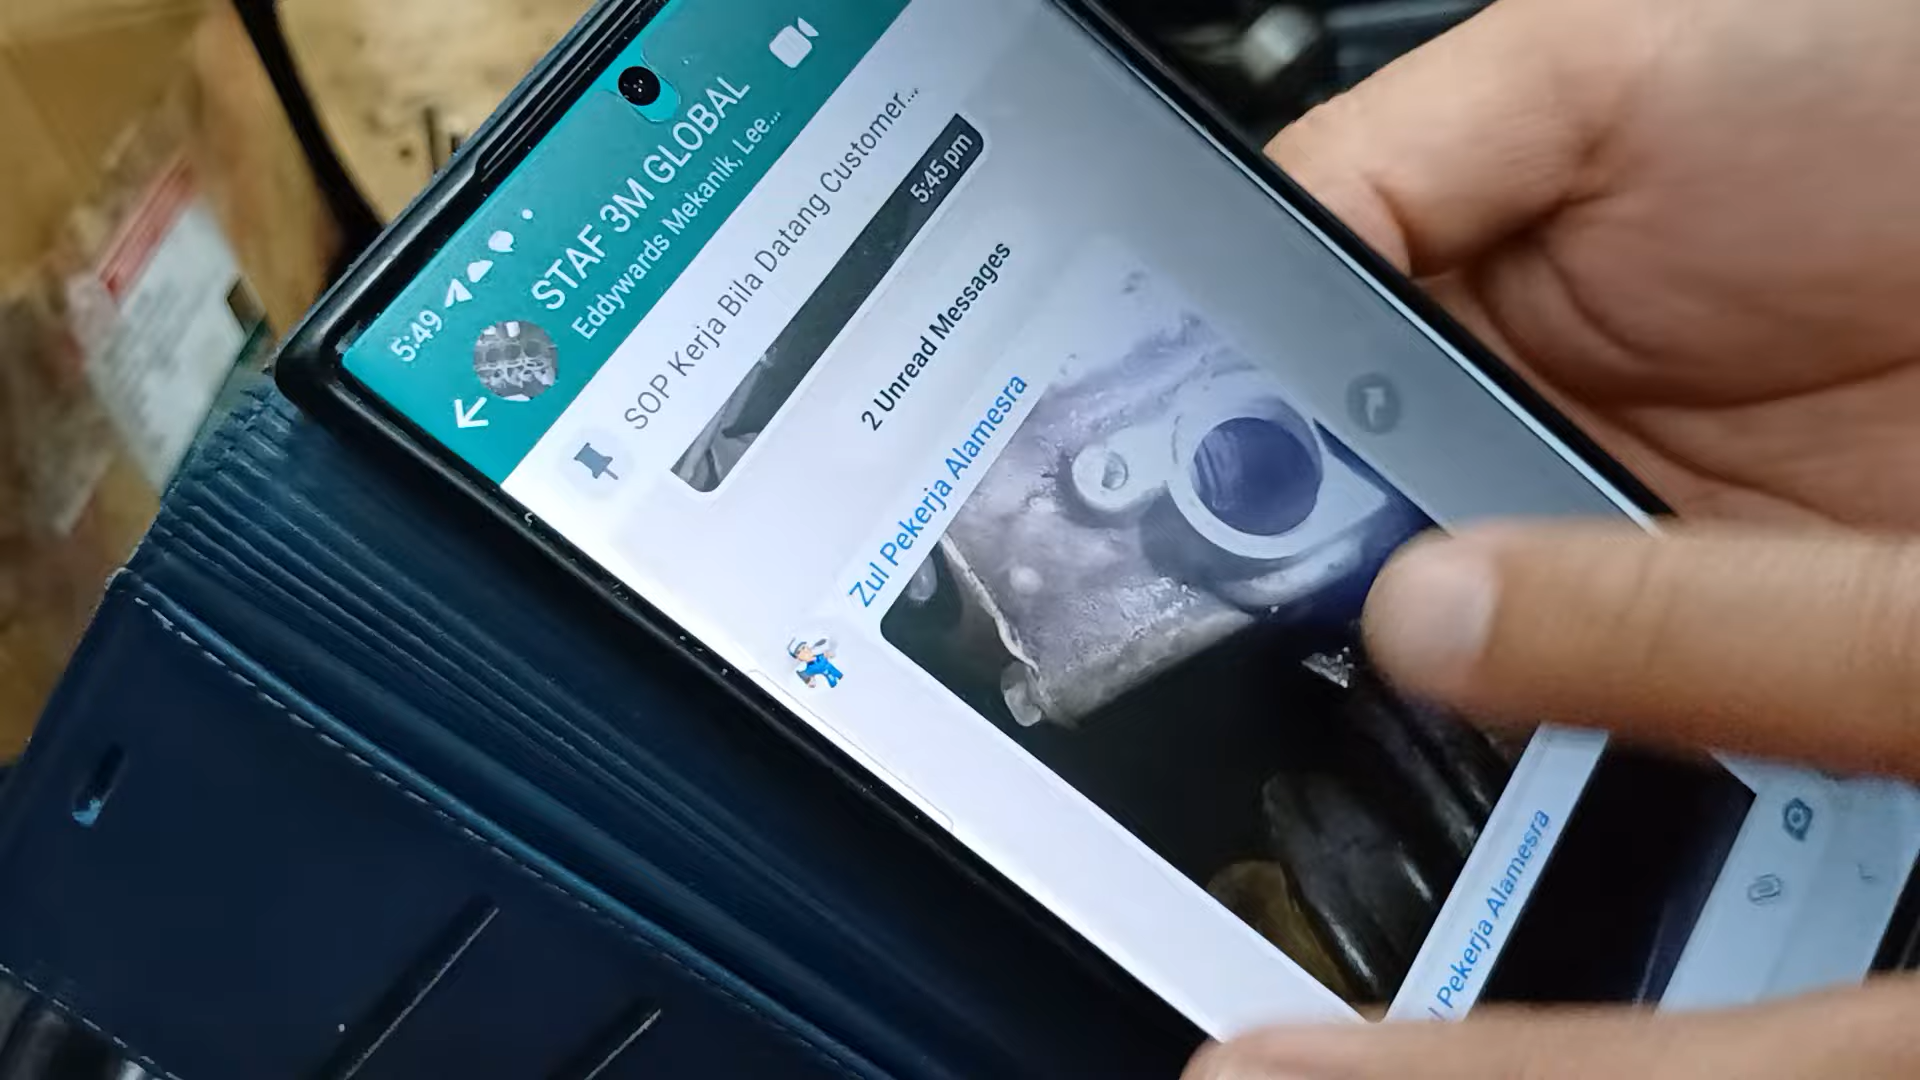 5:49
STAF 3M GLOBAL
Eddywards Mekanik, Lee...
SOP Kerja Bila Datang Customer...
5:45 pm
2 Unread Messages
Zul Pekerja Alamesra
Pekerja Alamesra